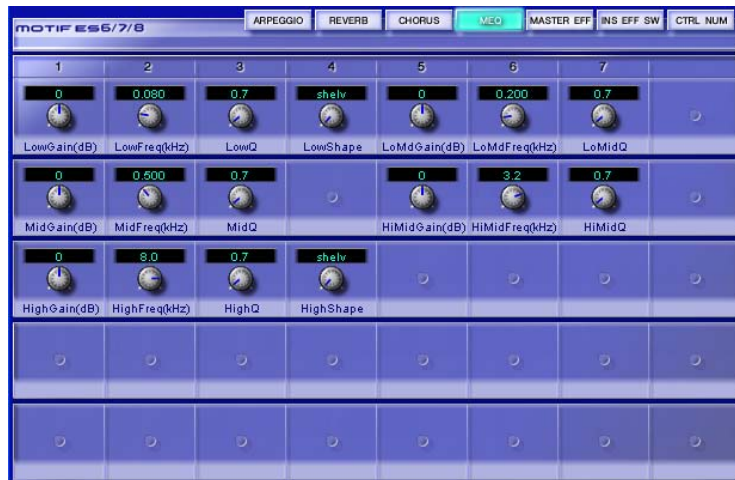 MOTIF ES6/7/8
ARPEGGIO REVERB CHORUS MEQ MASTER EFF INS EFF SW CTRL NUM
1 2 3 4 5 6 7
0 0.080 0.7 shelv 0 0.200 0.7
LowGain(dB) LowFreq(kHz) LowQ LowShape LoMdGain(dB) LoMdFreq(kHz) LoMidQ
0 0.500 0.7 0 3.2 0.7
MidGain(dB) MidFreq(kHz) MidQ HiMidGain(dB) HiMidFreq(kHz) HiMidQ
0 8.0 0.7 shelv
HighGain(dB) HighFreq(kHz) HighQ HighShape